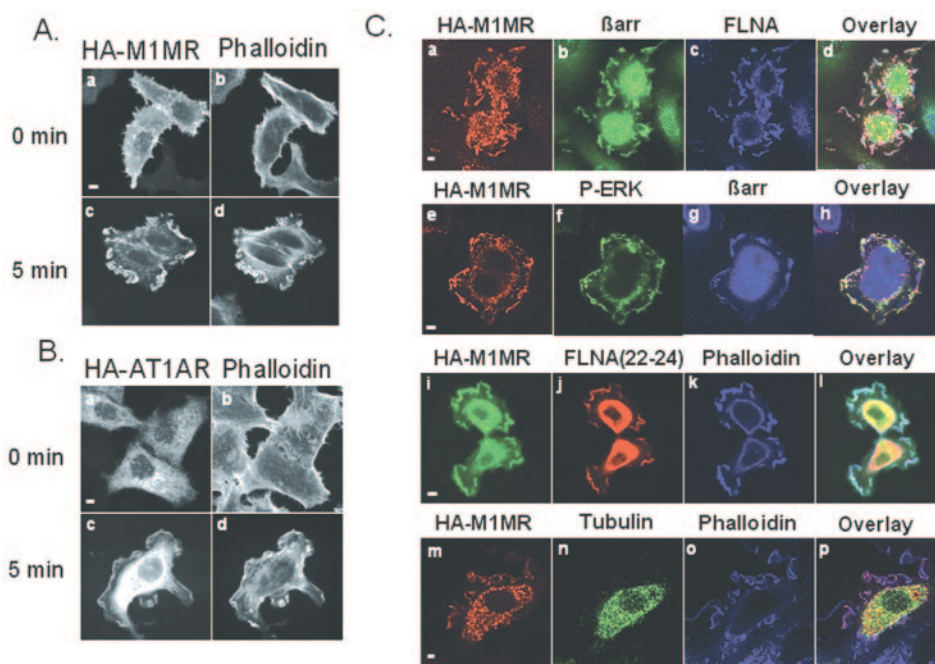 A.
HA-M1MR Phalloidin
a b
0 min
c d
5 min
B.
HA-AT1AR Phalloidin
a b
0 min
c d
5 min
C.
HA-M1MR ßarr FLNA Overlay
a b c d
HA-M1MR P-ERK ßarr Overlay
e f g h
HA-M1MR FLNA(22-24) Phalloidin Overlay
i j k l
HA-M1MR Tubulin Phalloidin Overlay
m n o p